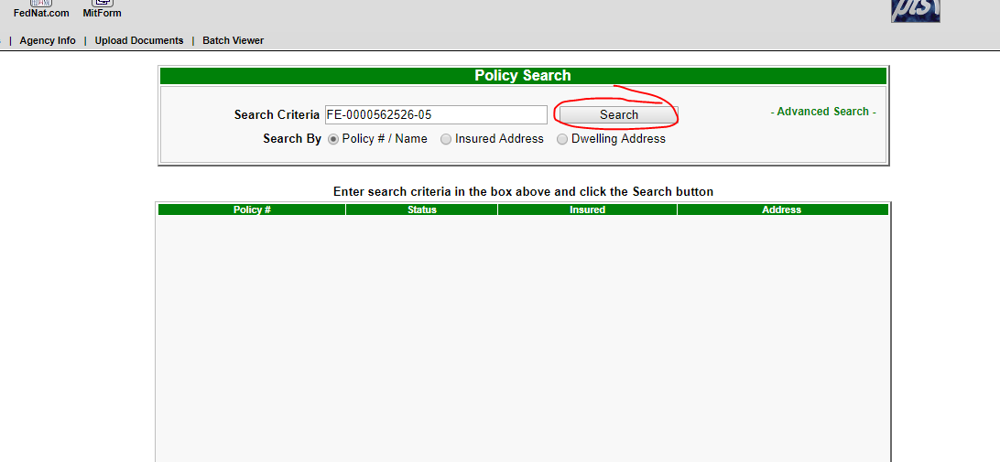 FedNat.com MitForm
pts
| Agency Info | Upload Documents | Batch Viewer
Policy Search
Search Criteria FE-0000562526-05 Search - Advanced Search -
Search By Policy # / Name Insured Address Dwelling Address
Enter search criteria in the box above and click the Search button
Policy # Status Insured Address